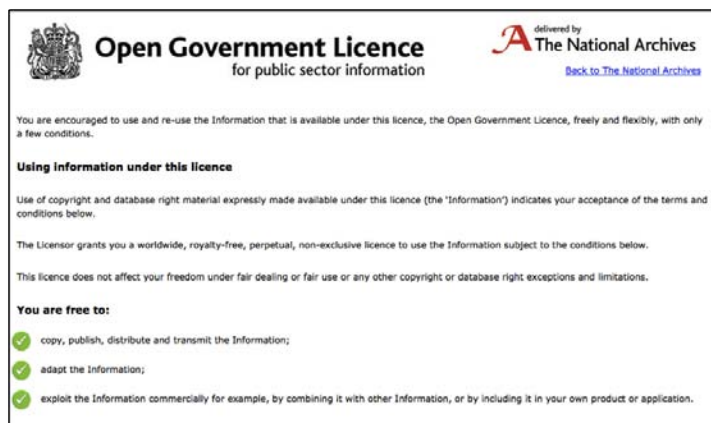 Open Government Licence
for public sector information
delivered by
The National Archives
Back to The National Archives
You are encouraged to use and re-use the Information that is available under this licence, the Open Government Licence, freely and flexibly, with only
a few conditions.
Using information under this licence
Use of copyright and database right material expressly made available under this licence (the 'Information') indicates your acceptance of the terms and
conditions below.
The Licensor grants you a worldwide, royalty-free, perpetual, non-exclusive licence to use the Information subject to the conditions below.
This licence does not affect your freedom under fair dealing or fair use or any other copyright or database right exceptions and limitations.
You are free to:
copy, publish, distribute and transmit the Information;
adapt the Information;
exploit the Information commercially for example, by combining it with other Information, or by including it in your own product or application.